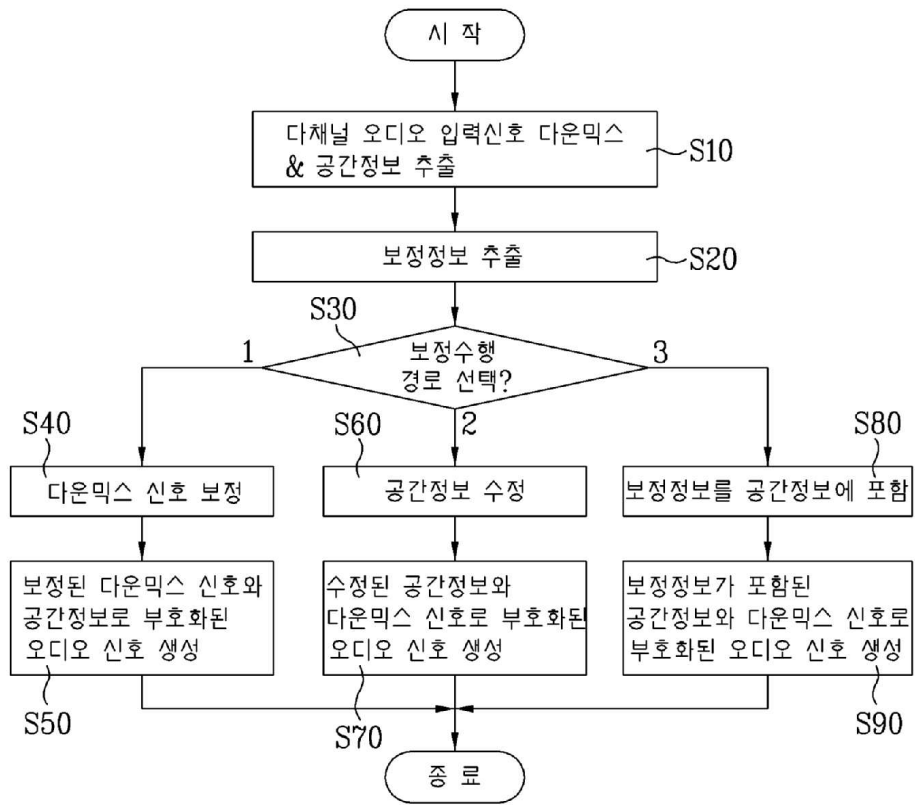 시 작
다채널 오디오 입력신호 다운믹스
& 공간정보 추출
S10
보정정보 추출
S20
S30
보정수행
경로 선택?
1
2
3
S40
다운믹스 신호 보정
S60
공간정보 수정
S80
보정정보를 공간정보에 포함
보정된 다운믹스 신호와
공간정보로 부호화된
오디오 신호 생성
S50
수정된 공간정보와
다운믹스 신호로 부호화된
오디오 신호 생성
S70
보정정보가 포함된
공간정보와 다운믹스 신호로
부호화된 오디오 신호 생성
S90
종 료